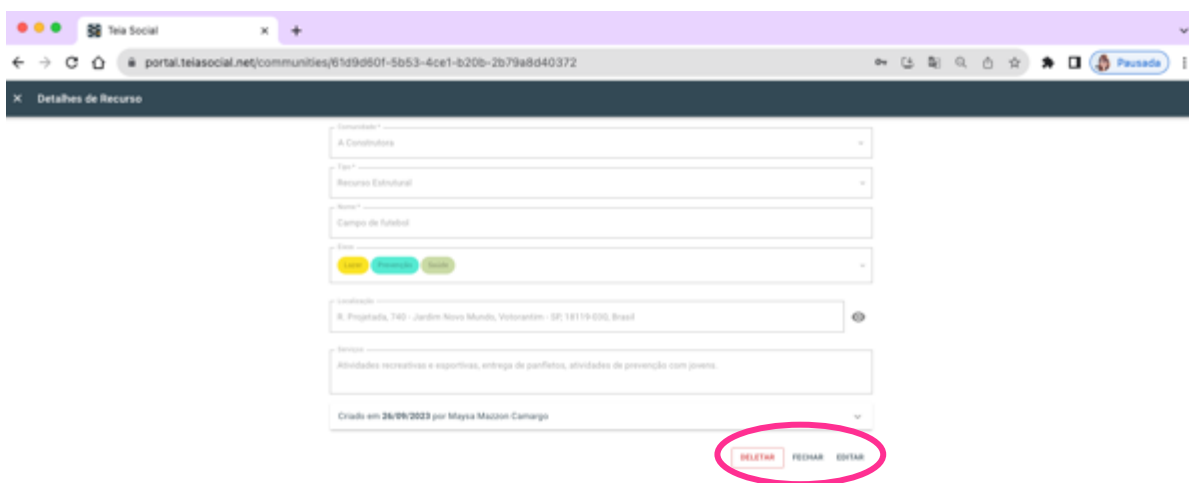 Teia Social
portal.teiasocial.net/communities/61d9d60f-5b53-4ce1-b20b-2b79a8d40372
Pausada
Detalhes de Recurso
Comunidade *
A Construtora
Tipo *
Recurso Estrutural
Nome *
Campo de futebol
Eixos
Lazer Prevenção Saúde
Localização
R. Projetada, 740 - Jardim Novo Mundo, Votorantim - SP, 18119-030, Brasil
Serviços
Atividades recreativas e esportivas, entrega de panfletos, atividades de prevenção com jovens.
Criado em 26/09/2023 por Maysa Mazzon Camargo
DELETAR FECHAR EDITAR